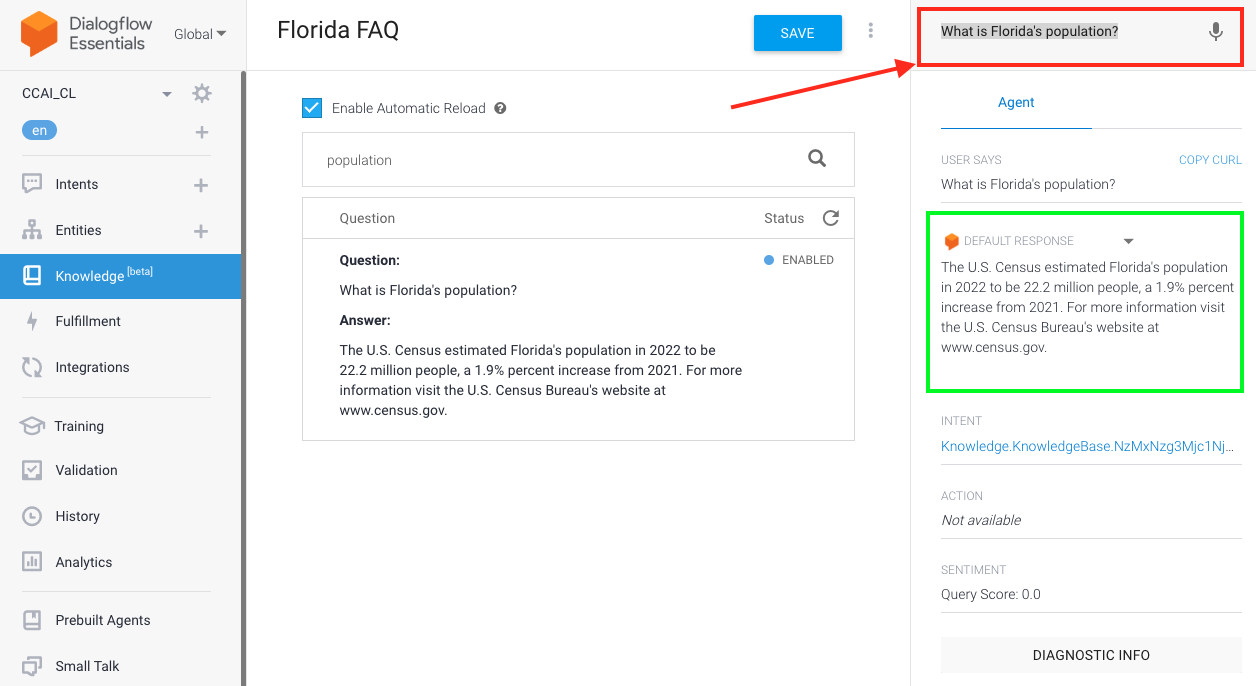 Dialogflow
Essentials
Global
CCAI_CL
en
Intents
Entities
Knowledge [beta]
Fulfillment
Integrations
Training
Validation
History
Analytics
Prebuilt Agents
Small Talk
Florida FAQ
SAVE
Enable Automatic Reload
population
Question Status
Question: ENABLED
What is Florida's population?
Answer:
The U.S. Census estimated Florida's population in 2022 to be
22.2 million people, a 1.9% percent increase from 2021. For more
information visit the U.S. Census Bureau's website at
www.census.gov.
What is Florida's population?
Agent
USER SAYS COPY CURL
What is Florida's population?
DEFAULT RESPONSE
The U.S. Census estimated Florida's population
in 2022 to be 22.2 million people, a 1.9% percent
increase from 2021. For more information visit
the U.S. Census Bureau's website at
www.census.gov.
INTENT
Knowledge.KnowledgeBase.NzMxNzg3Mjc1Nj...
ACTION
Not available
SENTIMENT
Query Score: 0.0
DIAGNOSTIC INFO